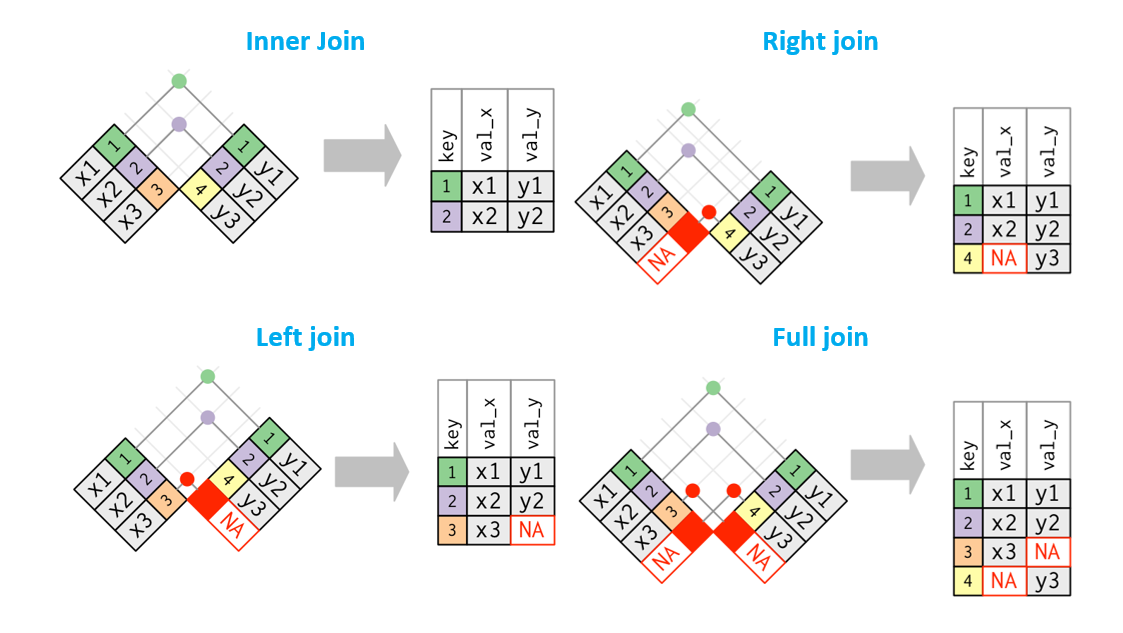 Inner Join
1 x1
2 x2
3 x3
1 y1
2 y2
4 y3
key val_x val_y
1 x1 y1
2 x2 y2
Right join
1 x1
2 x2
3 x3
NA
1 y1
2 y2
4 y3
key val_x val_y
1 x1 y1
2 x2 y2
4 NA y3
Left join
1 x1
2 x2
3 x3
1 y1
2 y2
4 y3
NA
key val_x val_y
1 x1 y1
2 x2 y2
3 x3 NA
Full join
1 x1
2 x2
3 x3
NA
1 y1
2 y2
4 y3
NA
key val_x val_y
1 x1 y1
2 x2 y2
3 x3 NA
4 NA y3